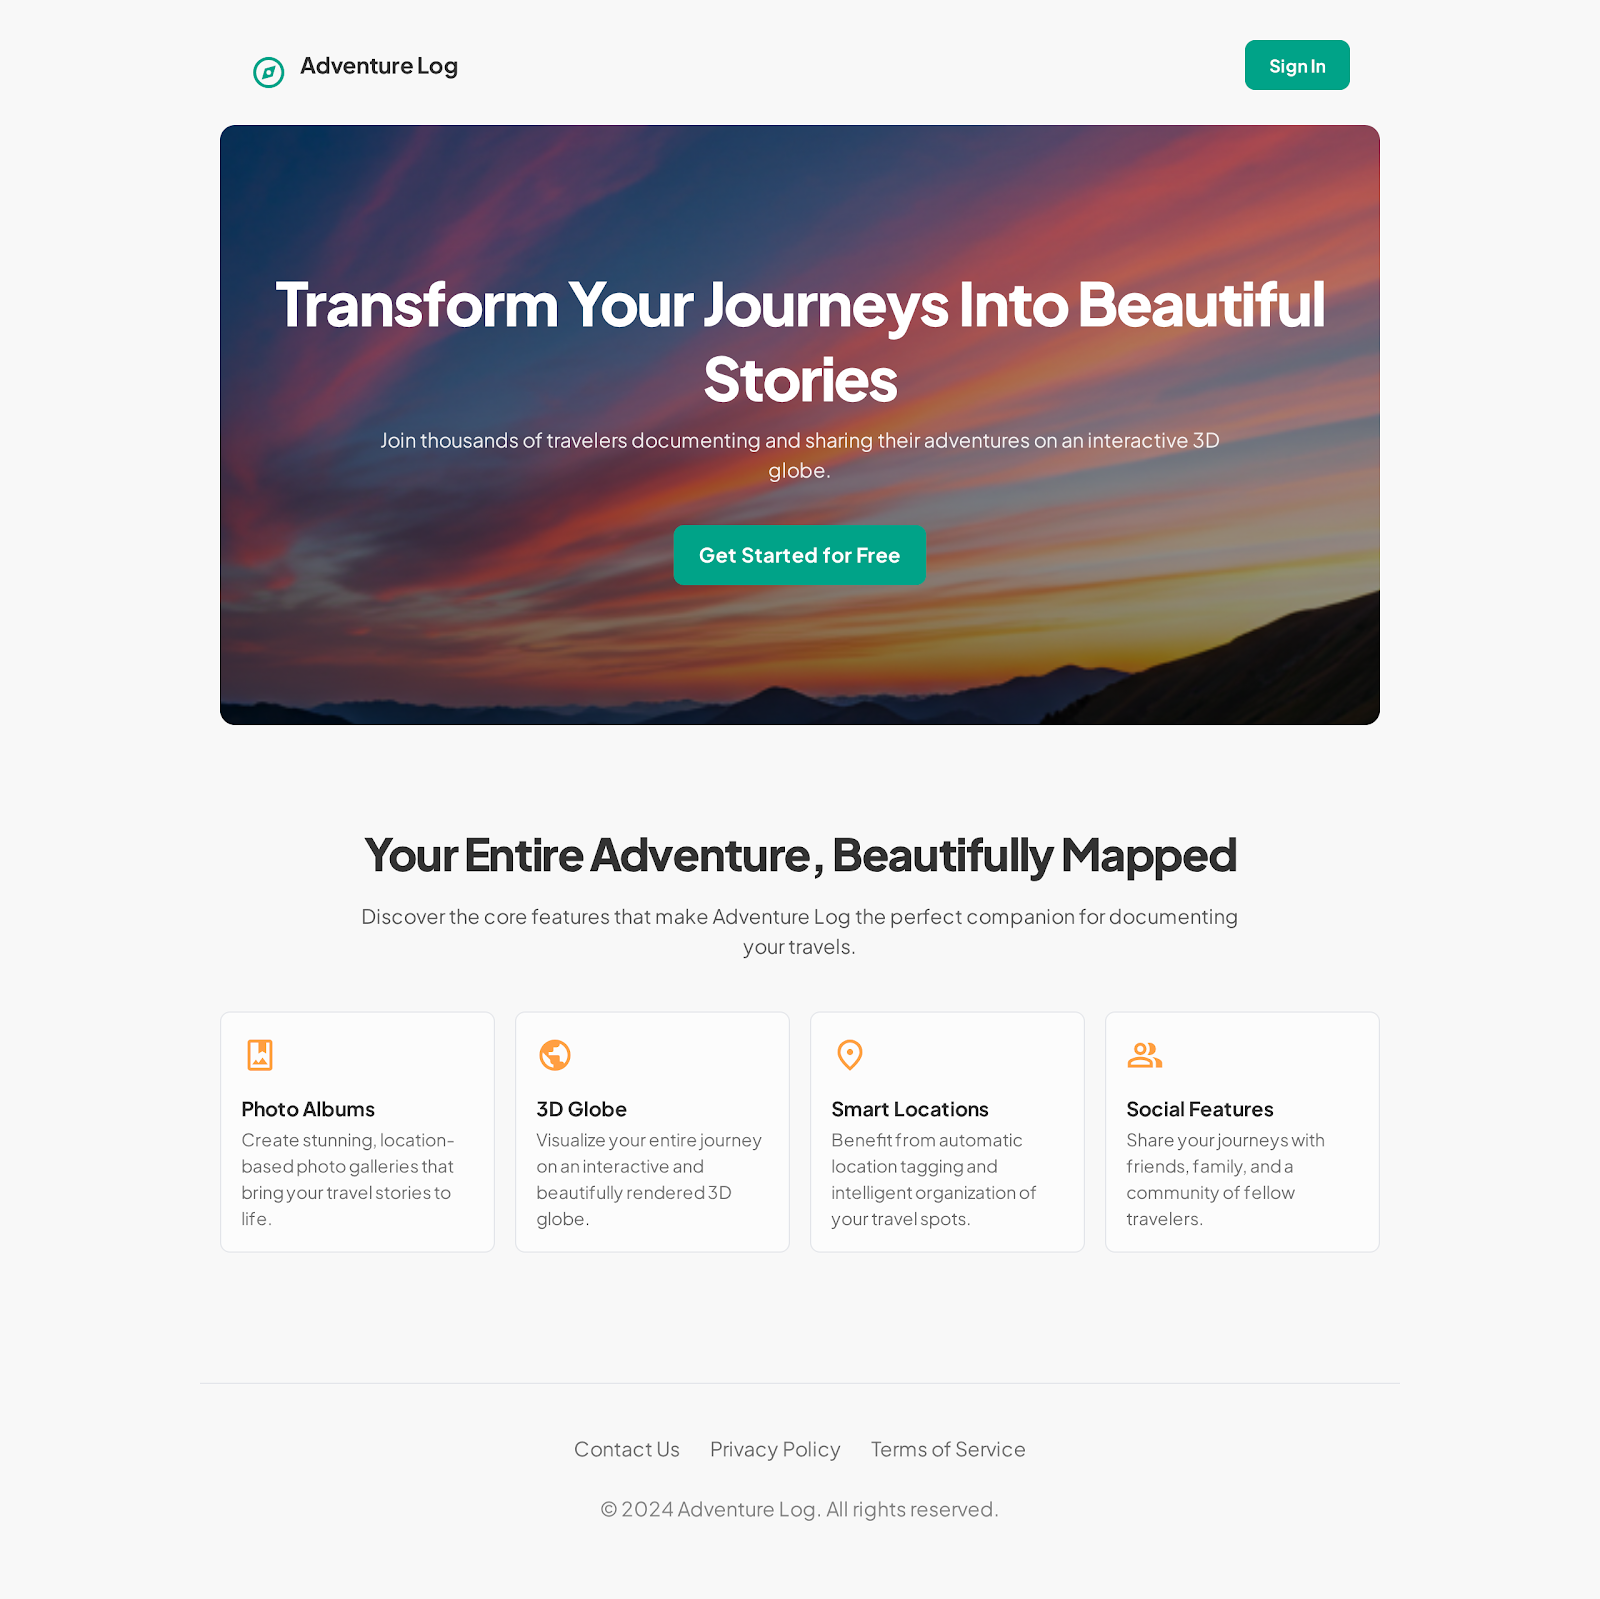 Adventure Log
Sign In
Transform Your Journeys Into Beautiful
Stories
Join thousands of travelers documenting and sharing their adventures on an interactive 3D
globe.
Get Started for Free
Your Entire Adventure, Beautifully Mapped
Discover the core features that make Adventure Log the perfect companion for documenting
your travels.
Photo Albums
Create stunning, location-
based photo galleries that
bring your travel stories to
life.
3D Globe
Visualize your entire journey
on an interactive and
beautifully rendered 3D
globe.
Smart Locations
Benefit from automatic
location tagging and
intelligent organization of
your travel spots.
Social Features
Share your journeys with
friends, family, and a
community of fellow
travelers.
Contact Us
Privacy Policy
Terms of Service
© 2024 Adventure Log. All rights reserved.